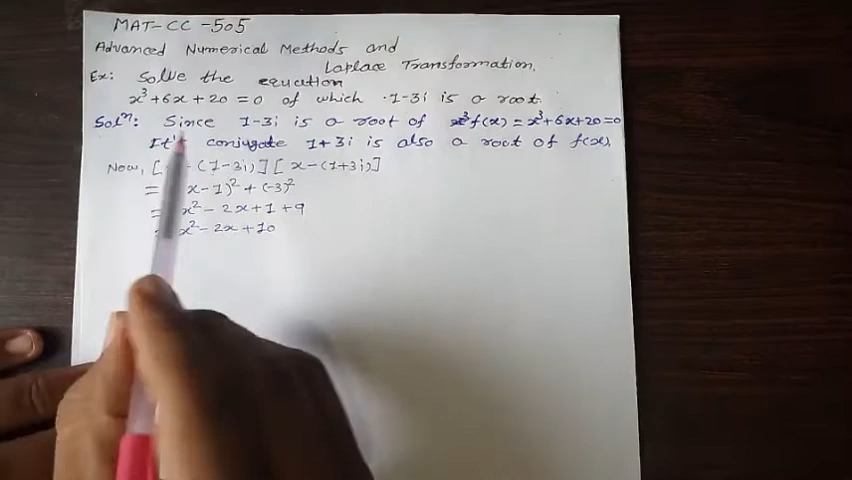 MAT-CC-505
Advanced Numerical Methods and
Laplace Transformation.
Ex: Solve the equation
x³+6x+20=0 of which 1-3i is a root.
Solⁿ: Since 1-3i is a root of f(x)=x³+6x+20=0
It's conjugate 1+3i is also a root of f(x).
Now, [ -(1-3i)][x-(1+3i)]
= x-1)²+(-3)²
= x²-2x+1+9
= x²-2x+10